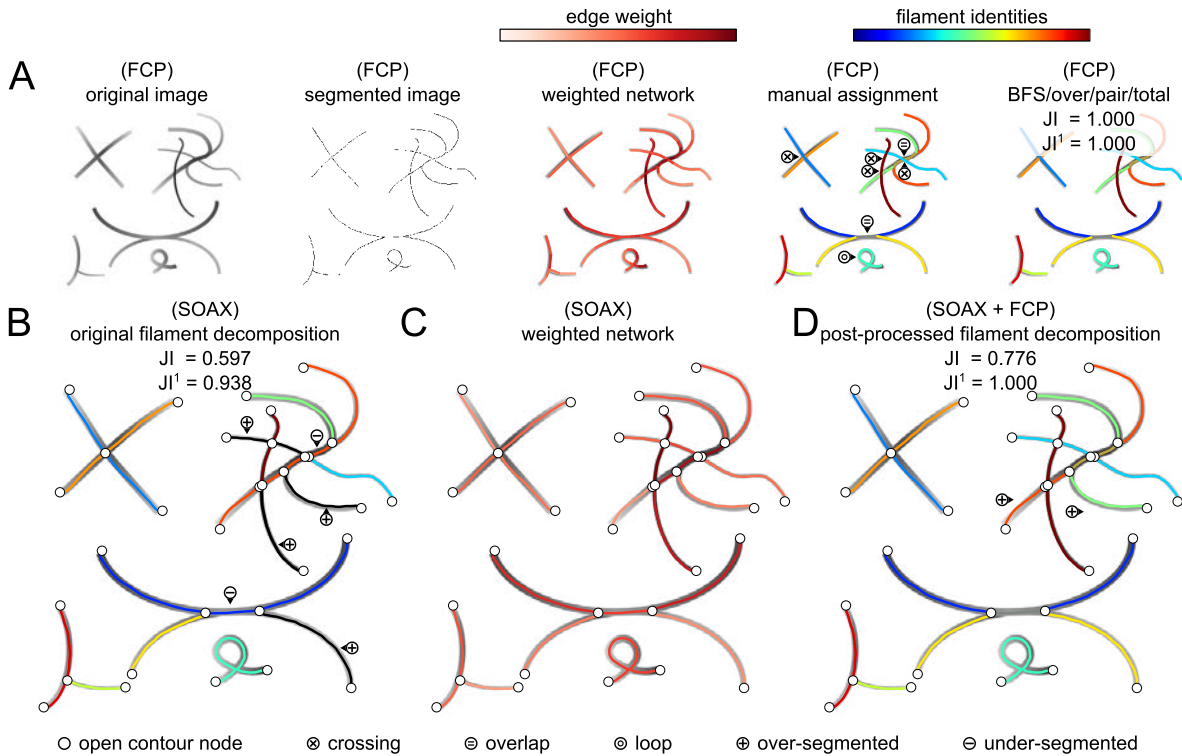 edge weight
filament identities
A
(FCP)
original image
(FCP)
segmented image
(FCP)
weighted network
(FCP)
manual assignment
(FCP)
BFS/over/pair/total
JI = 1.000
JI¹ = 1.000
B
(SOAX)
original filament decomposition
JI = 0.597
JI¹ = 0.938
C
(SOAX)
weighted network
D
(SOAX + FCP)
post-processed filament decomposition
JI = 0.776
JI¹ = 1.000
open contour node
crossing
overlap
loop
over-segmented
under-segmented